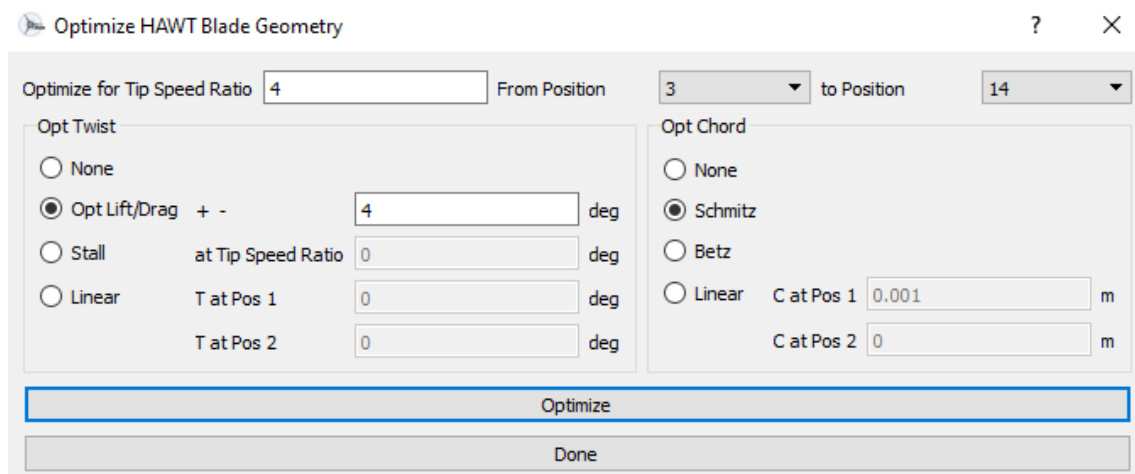 Optimize HAWT Blade Geometry ? ×
Optimize for Tip Speed Ratio 4 From Position 3 to Position 14
Opt Twist
None
Opt Lift/Drag + - 4 deg
Stall at Tip Speed Ratio 0 deg
Linear T at Pos 1 0 deg
T at Pos 2 0 deg
Opt Chord
None
Schmitz
Betz
Linear C at Pos 1 0.001 m
C at Pos 2 0 m
Optimize
Done